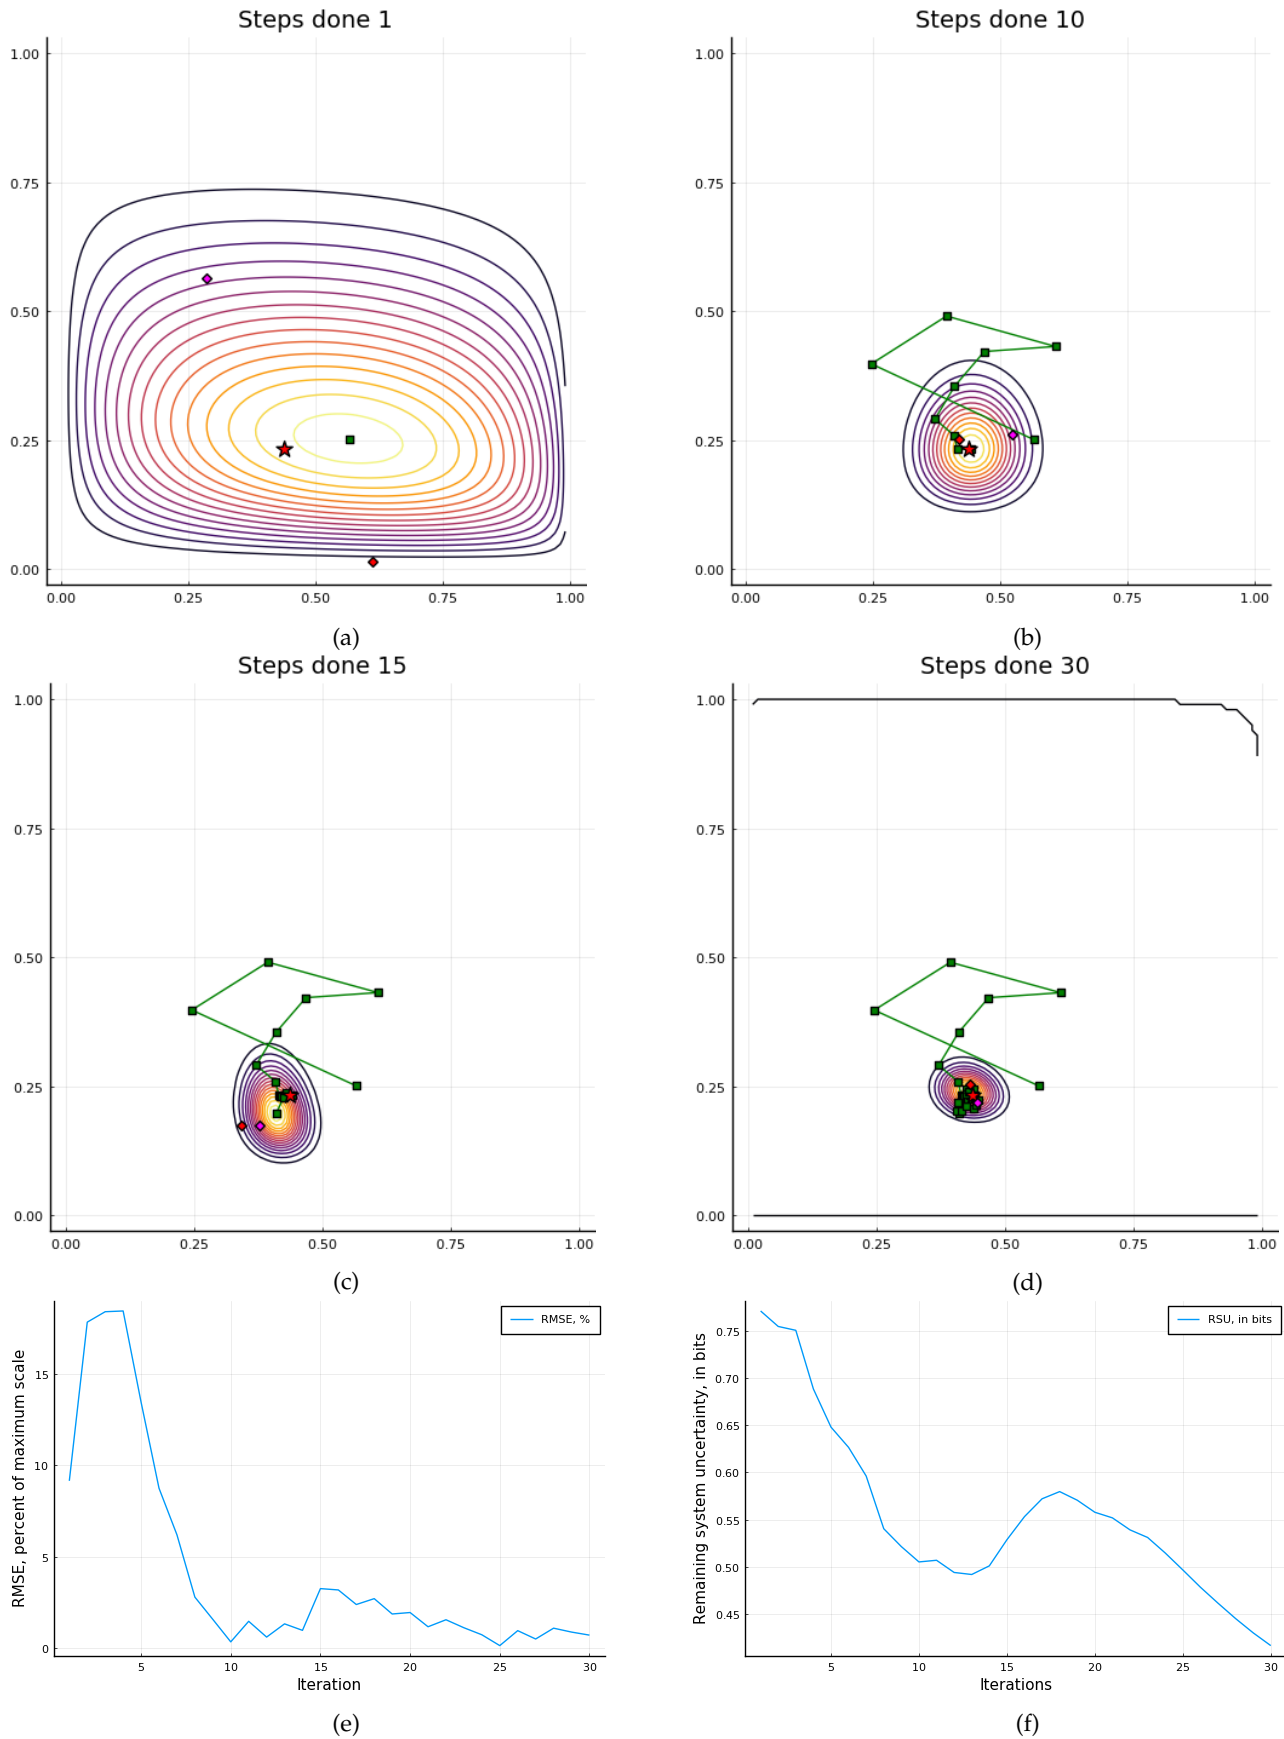 Steps done 1
1.00
0.75
0.50
0.25
0.00
0.00 0.25 0.50 0.75 1.00
(a)
Steps done 10
1.00
0.75
0.50
0.25
0.00
0.00 0.25 0.50 0.75 1.00
(b)
Steps done 15
1.00
0.75
0.50
0.25
0.00
0.00 0.25 0.50 0.75 1.00
(c)
Steps done 30
1.00
0.75
0.50
0.25
0.00
0.00 0.25 0.50 0.75 1.00
(d)
RMSE, %
RMSE, percent of maximum scale
15
10
5
0
5 10 15 20 25 30
Iteration
(e)
RSU, in bits
Remaining system uncertainty, in bits
0.75
0.70
0.65
0.60
0.55
0.50
0.45
5 10 15 20 25 30
Iterations
(f)